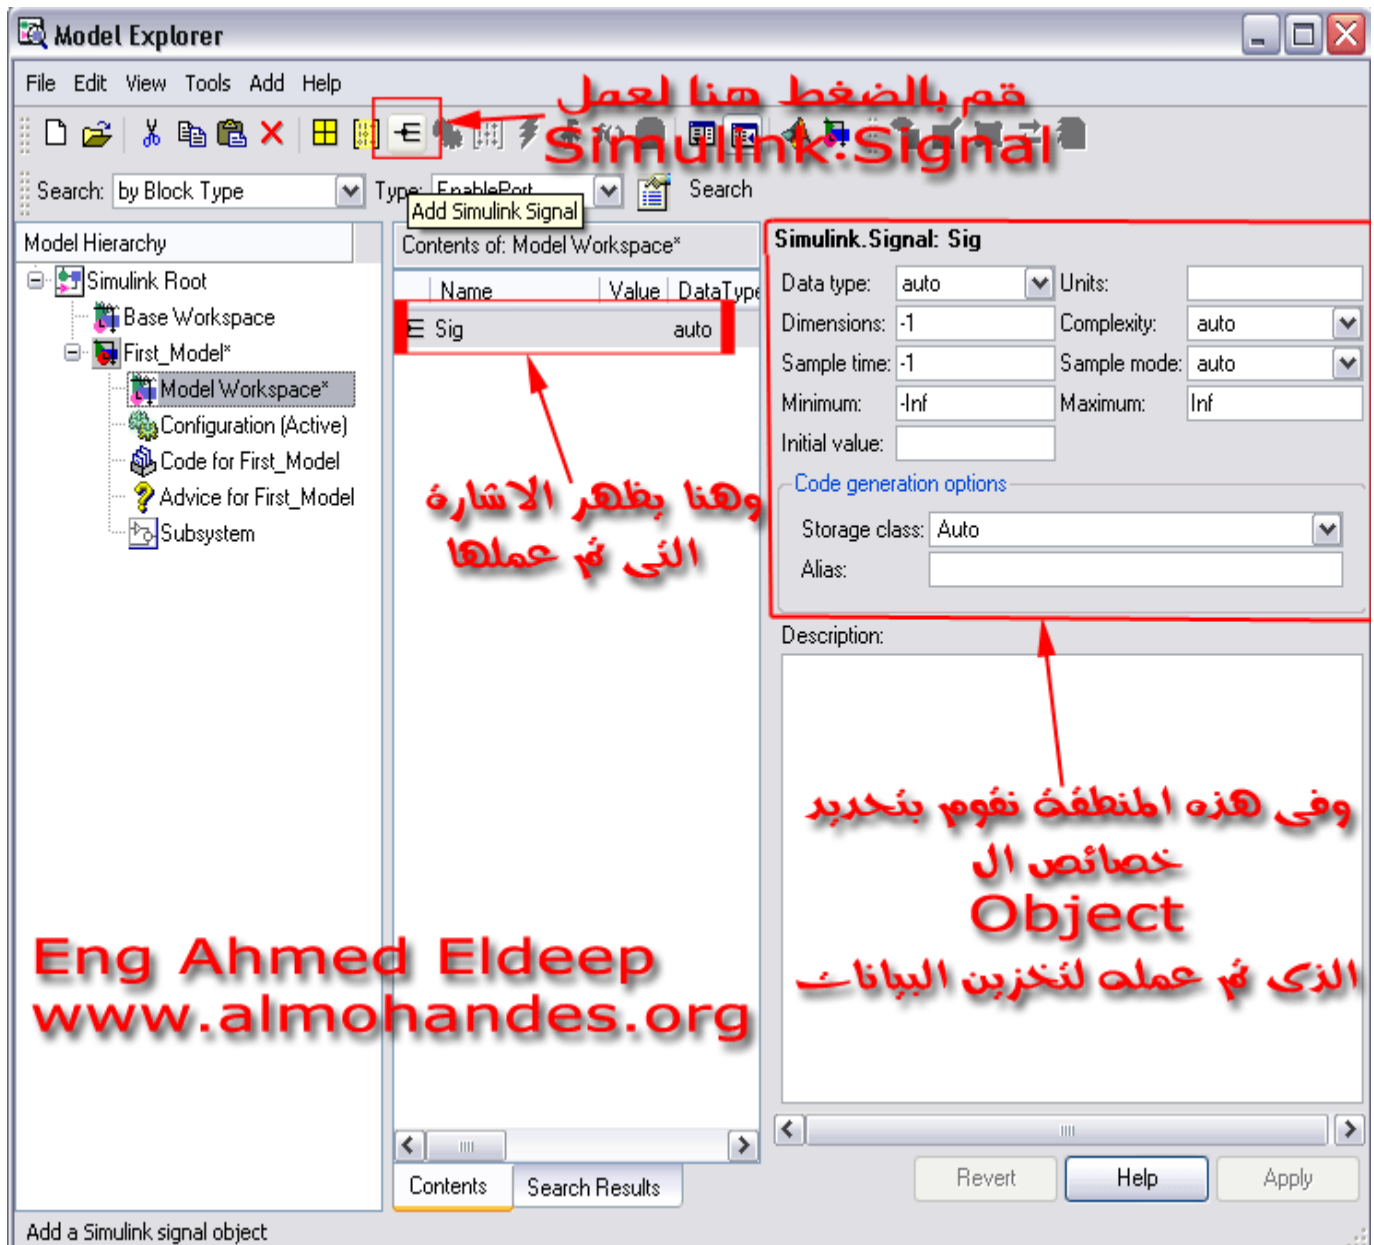 Model Explorer
File Edit View Tools Add Help
قم بالضغط هنا لعمل
Simulink.Signal
Search: by Block Type Type: EnablePort Search
Add Simulink Signal
Model Hierarchy
Simulink Root
Base Workspace
First_Model*
Model Workspace*
Configuration (Active)
Code for First_Model
Advice for First_Model
Subsystem
Contents of: Model Workspace*
Name Value DataType
Sig auto
وهنا يظهر الاشارة
التى تم عملها
Simulink.Signal: Sig
Data type: auto Units:
Dimensions: -1 Complexity: auto
Sample time: -1 Sample mode: auto
Minimum: -Inf Maximum: Inf
Initial value:
Code generation options
Storage class: Auto
Alias:
Description:
وفى هذه المنطقة نقوم بتحديد
خصائص ال
Object
الذى تم عمله لتخزين البيانات
Eng Ahmed Eldeep
www.almohandes.org
Contents Search Results
Revert Help Apply
Add a Simulink signal object